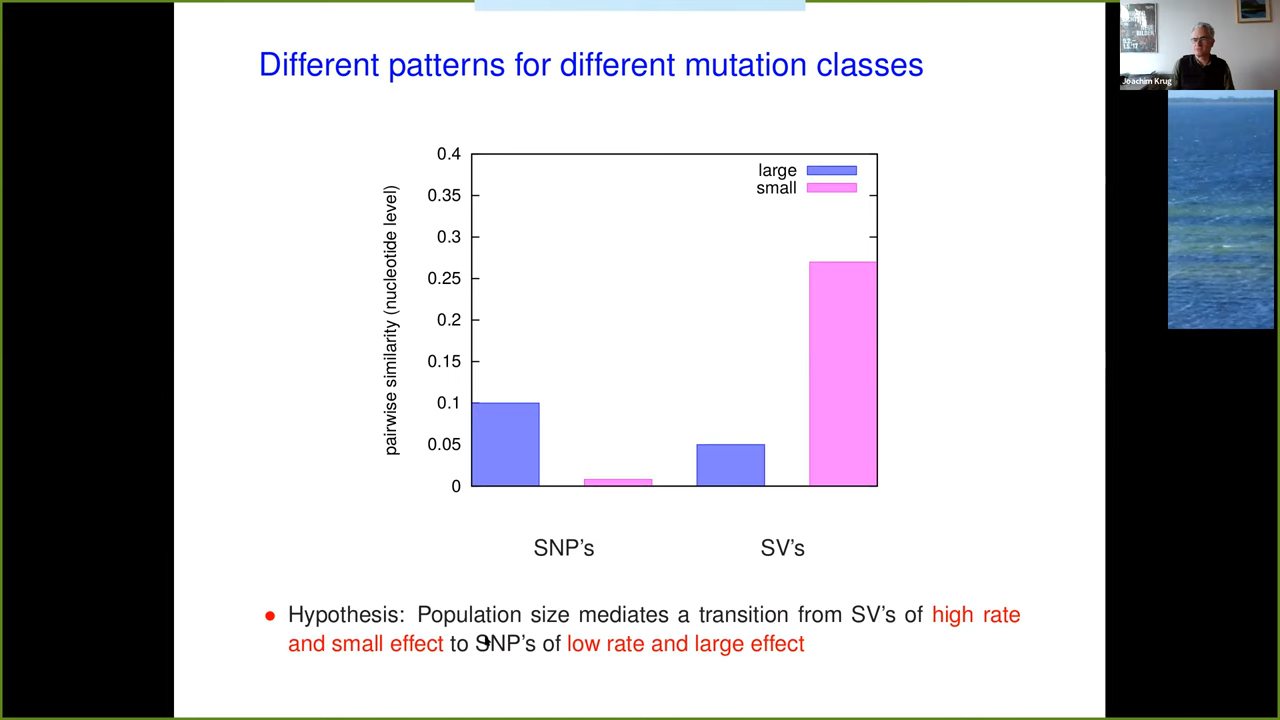 Different patterns for different mutation classes
0.4
0.35
0.3
0.25
0.2
0.15
0.1
0.05
0
pairwise similarity (nucleotide level)
large
small
SNP's
SV's
• Hypothesis: Population size mediates a transition from SV's of high rate
and small effect to SNP's of low rate and large effect
Joachim Krug